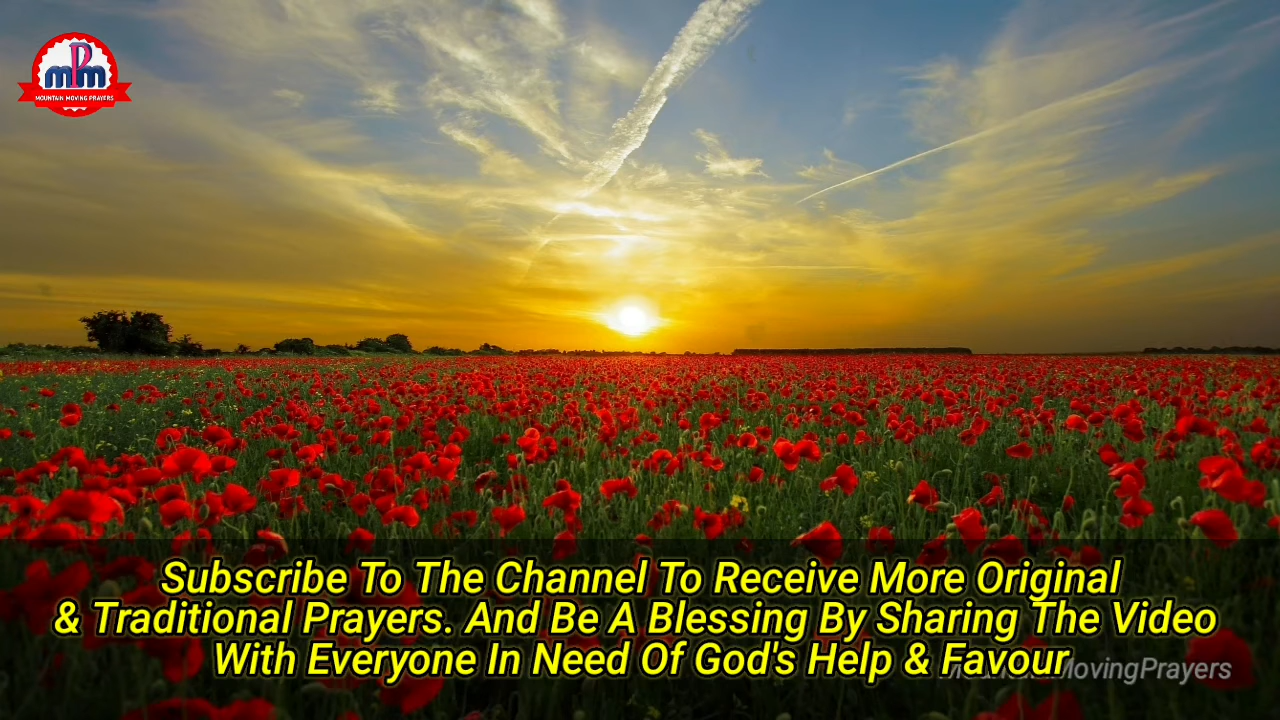 mPm
MOUNTAIN MOVING PRAYERS
Subscribe To The Channel To Receive More Original
& Traditional Prayers. And Be A Blessing By Sharing The Video
With Everyone In Need Of God's Help & Favour
MovingPrayers